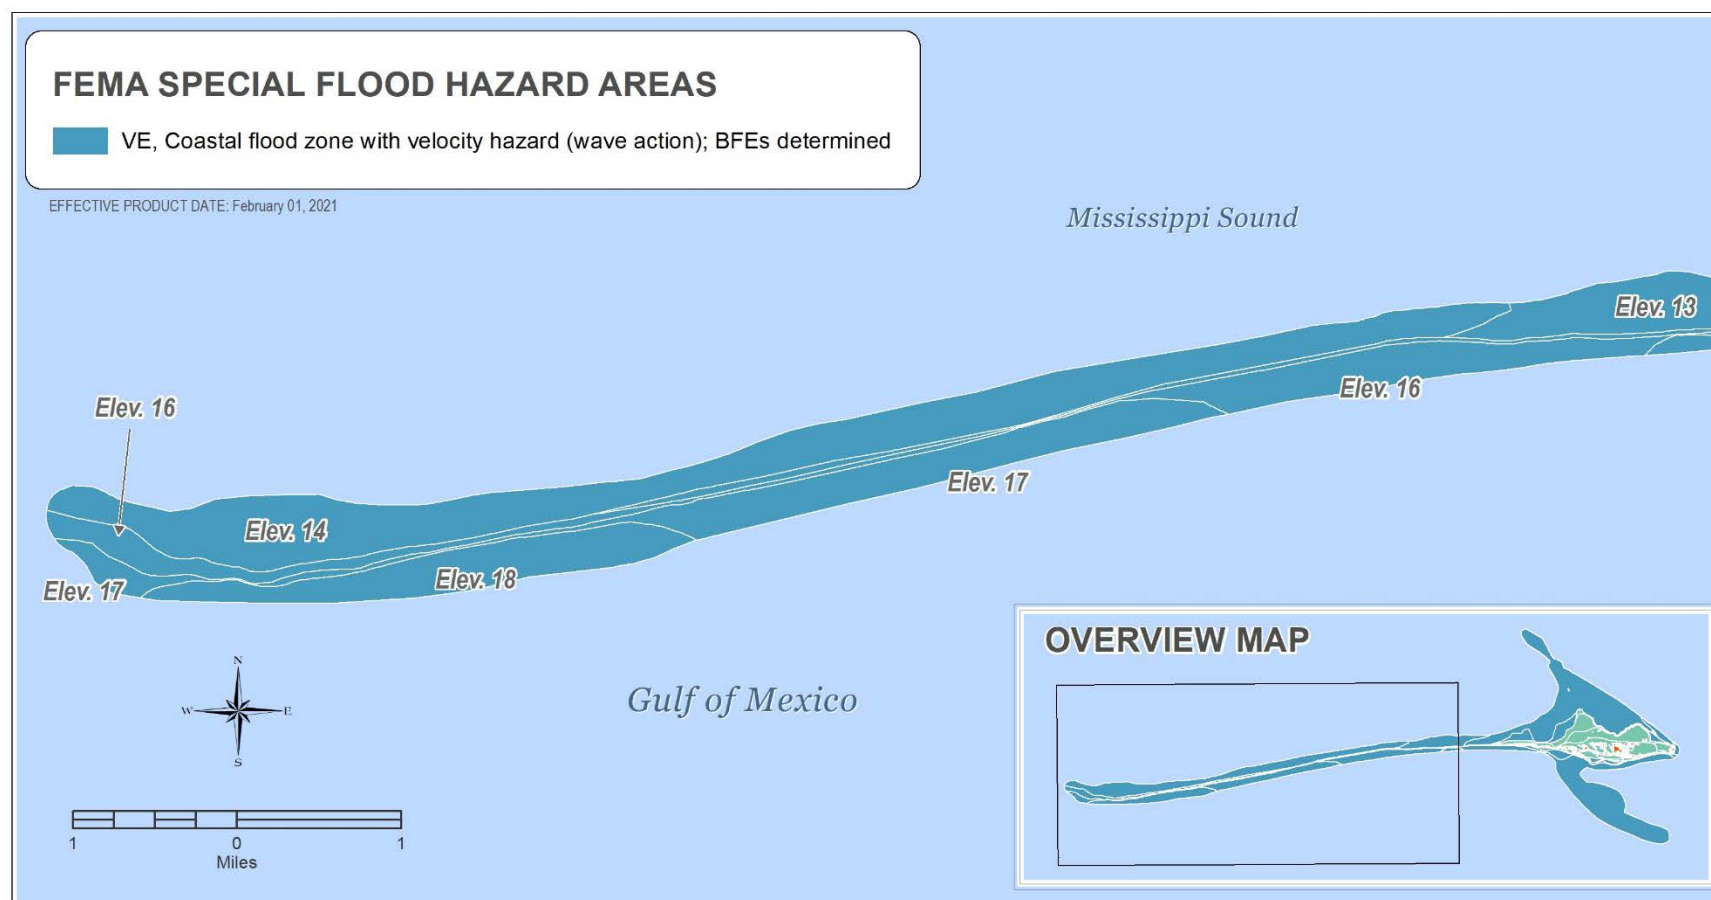 FEMA SPECIAL FLOOD HAZARD AREAS
VE, Coastal flood zone with velocity hazard (wave action); BFEs determined
EFFECTIVE PRODUCT DATE: February 01, 2021
Mississippi Sound
Elev. 13
Elev. 16
Elev. 16
Elev. 17
Elev. 14
Elev. 18
Elev. 17
Gulf of Mexico
OVERVIEW MAP
N
W E
S
1 0 1
Miles